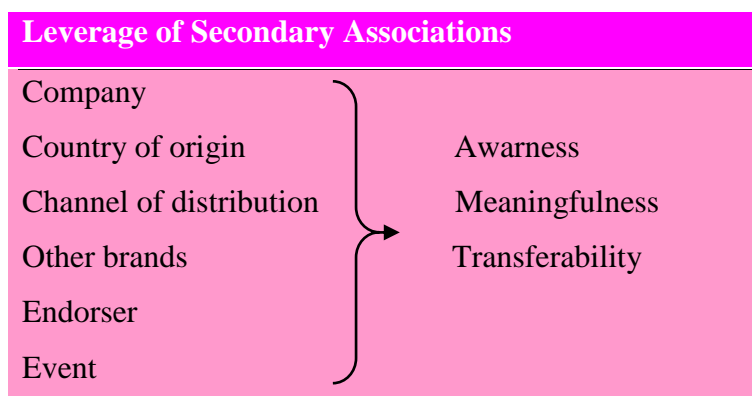 Leverage of Secondary Associations
Company
Country of origin Awarness
Channel of distribution Meaningfulness
Other brands Transferability
Endorser
Event